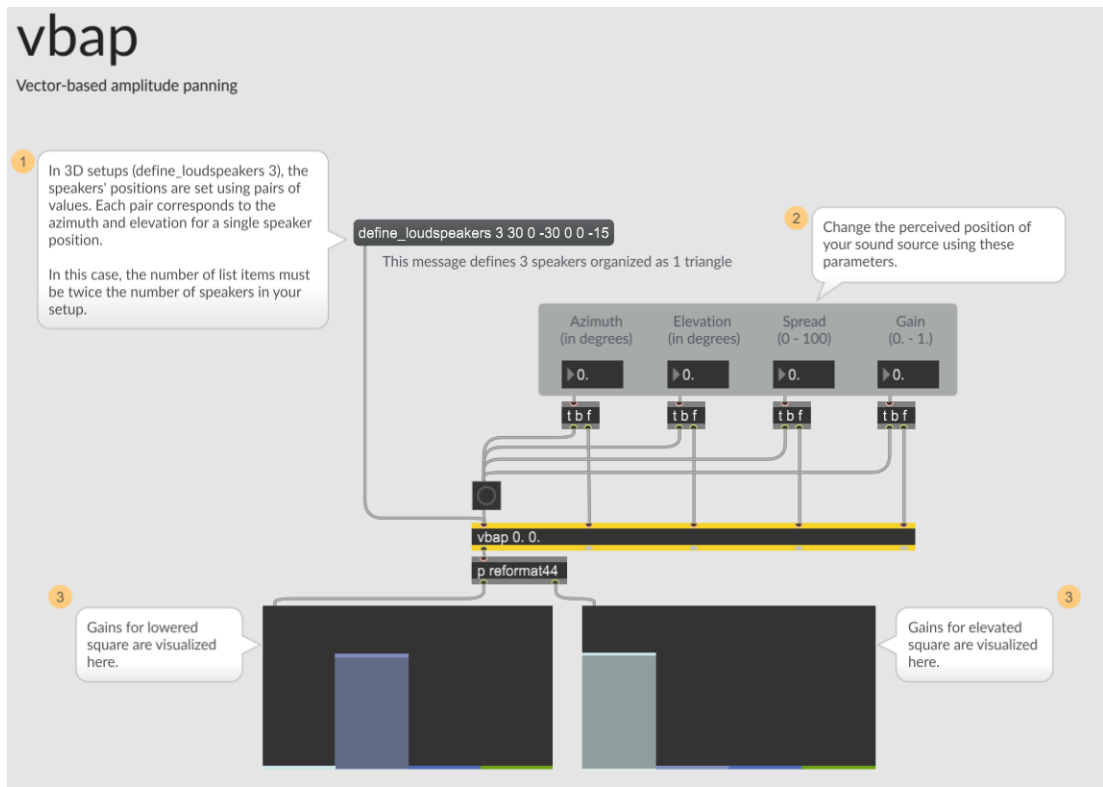 vbap
Vector-based amplitude panning
1
In 3D setups (define_loudspeakers 3), the
speakers' positions are set using pairs of
values. Each pair corresponds to the
azimuth and elevation for a single speaker
position.
In this case, the number of list items must
be twice the number of speakers in your
setup.
define_loudspeakers 3 30 0 -30 0 0 -15
This message defines 3 speakers organized as 1 triangle
2
Change the perceived position of
your sound source using these
parameters.
Azimuth
(in degrees)
Elevation
(in degrees)
Spread
(0 - 100)
Gain
(0. - 1.)
0.
0.
0.
0.
t b f
t b f
t b f
t b f
vbap 0. 0.
p reformat44
3
Gains for lowered
square are visualized
here.
3
Gains for elevated
square are visualized
here.